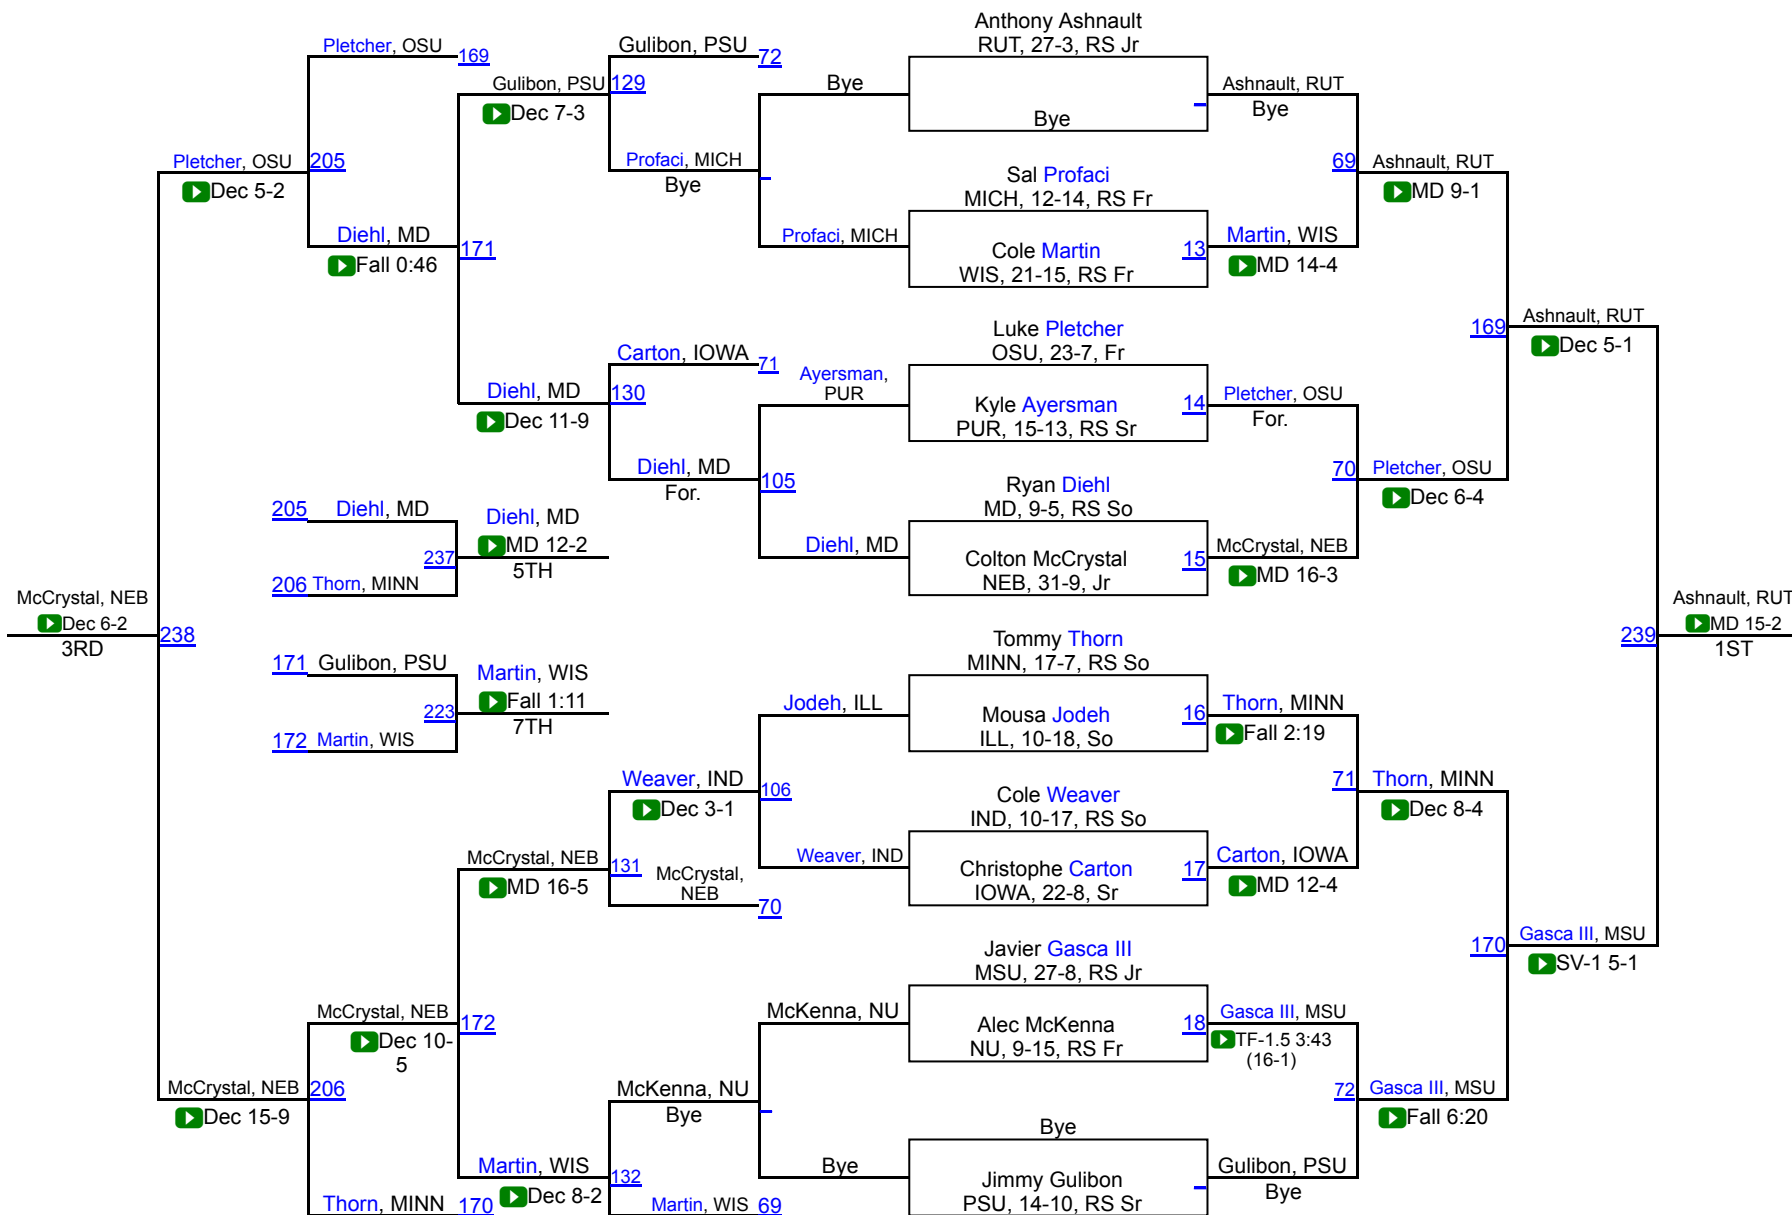 Pletcher, OSU
169
Gulibon, PSU
129
Dec 7-3
Gulibon, PSU
72
Profaci, MICH
Bye
Pletcher, OSU
205
Dec 5-2
Diehl, MD
171
Fall 0:46
Carton, IOWA
71
Diehl, MD
130
Dec 11-9
Diehl, MD
105
For.
205
Diehl, MD
237
206
Thorn, MINN
Diehl, MD
MD 12-2
5TH
McCrystal, NEB
Dec 6-2
3RD
238
171
Gulibon, PSU
223
172
Martin, WIS
Martin, WIS
Fall 1:11
7TH
Weaver, IND
106
Dec 3-1
McCrystal, NEB
131
MD 16-5
McCrystal,
NEB
70
McCrystal, NEB
172
Dec 10-
5
McCrystal, NEB
206
Dec 15-9
McKenna, NU
Bye
Martin, WIS
132
Dec 8-2
Martin, WIS
69
Thorn, MINN
170
Bye
Profaci, MICH
Ayersman,
PUR
Diehl, MD
Jodeh, ILL
Weaver, IND
McKenna, NU
Bye
Anthony Ashnault
RUT, 27-3, RS Jr
Bye
Sal Profaci
MICH, 12-14, RS Fr
Cole Martin
WIS, 21-15, RS Fr
13
Luke Pletcher
OSU, 23-7, Fr
Kyle Ayersman
PUR, 15-13, RS Sr
14
Ryan Diehl
MD, 9-5, RS So
Colton McCrystal
NEB, 31-9, Jr
15
Tommy Thorn
MINN, 17-7, RS So
Mousa Jodeh
ILL, 10-18, So
16
Cole Weaver
IND, 10-17, RS So
Christophe Carton
IOWA, 22-8, Sr
17
Javier Gasca III
MSU, 27-8, RS Jr
Alec McKenna
NU, 9-15, RS Fr
18
Bye
Jimmy Gulibon
PSU, 14-10, RS Sr
Ashnault, RUT
Bye
69
Martin, WIS
MD 14-4
Pletcher, OSU
For.
70
McCrystal, NEB
MD 16-3
Thorn, MINN
Fall 2:19
71
Carton, IOWA
MD 12-4
Gasca III, MSU
TF-1.5 3:43
(16-1)
72
Gulibon, PSU
Bye
Ashnault, RUT
MD 9-1
169
Pletcher, OSU
Dec 6-4
Thorn, MINN
Dec 8-4
170
Gasca III, MSU
Fall 6:20
Ashnault, RUT
Dec 5-1
239
Gasca III, MSU
SV-1 5-1
Ashnault, RUT
MD 15-2
1ST